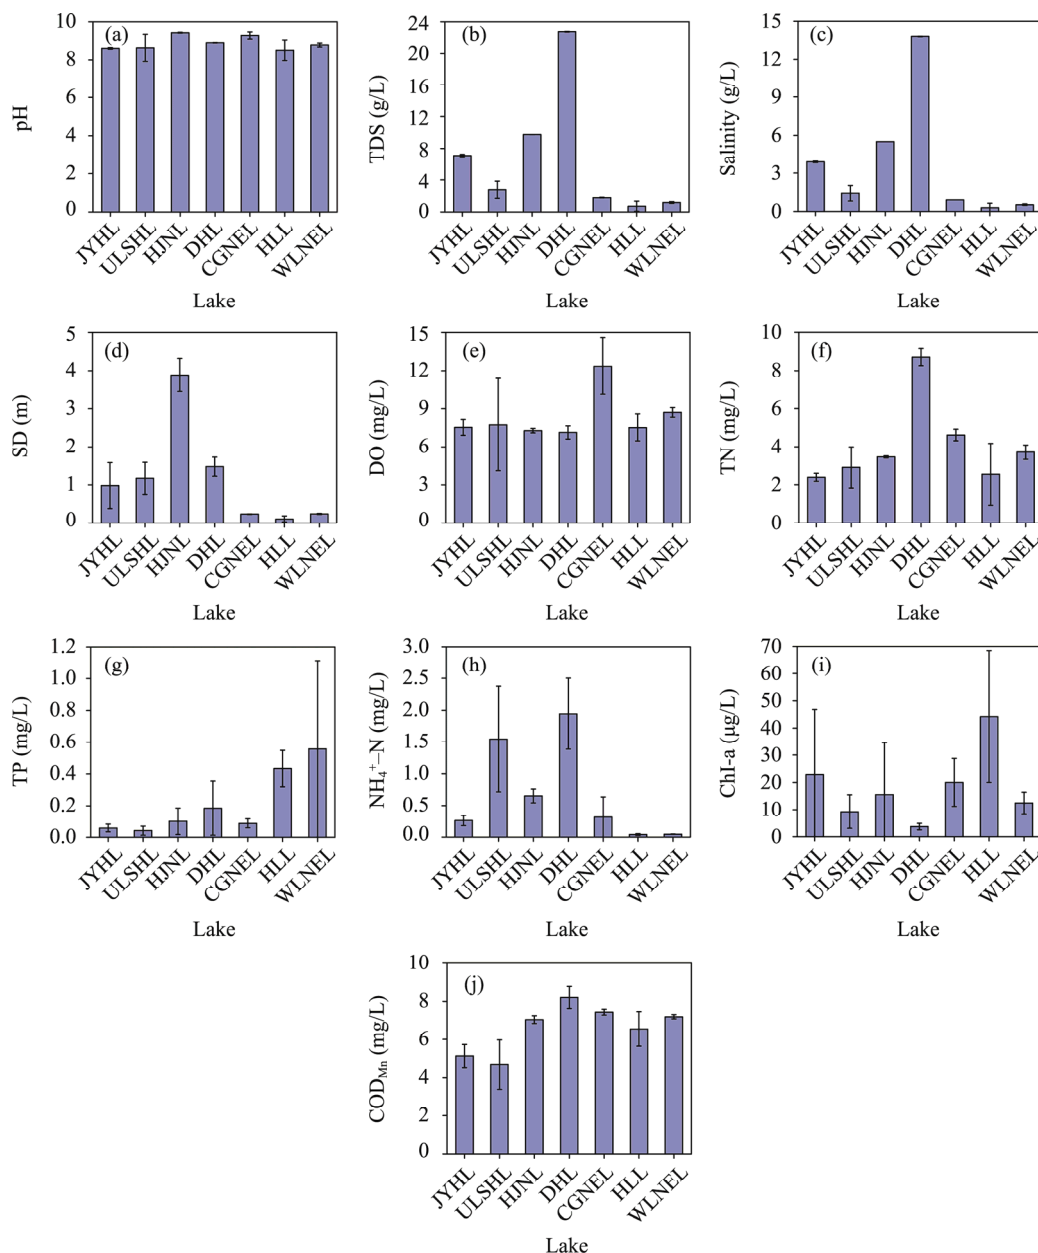 (a)
pH
10
8
6
4
2
0
JYHL
ULSHL
HJNL
DHL
CGNEL
HLL
WLNEL
Lake
(b)
TDS (g/L)
24
20
16
12
8
4
0
JYHL
ULSHL
HJNL
DHL
CGNEL
HLL
WLNEL
Lake
(c)
Salinity (g/L)
15
12
9
6
3
0
JYHL
ULSHL
HJNL
DHL
CGNEL
HLL
WLNEL
Lake
(d)
SD (m)
5
4
3
2
1
0
JYHL
ULSHL
HJNL
DHL
CGNEL
HLL
WLNEL
Lake
(e)
DO (mg/L)
15
12
9
6
3
0
JYHL
ULSHL
HJNL
DHL
CGNEL
HLL
WLNEL
Lake
(f)
TN (mg/L)
10
8
6
4
2
0
JYHL
ULSHL
HJNL
DHL
CGNEL
HLL
WLNEL
Lake
(g)
TP (mg/L)
1.2
1.0
0.8
0.6
0.4
0.2
0.0
JYHL
ULSHL
HJNL
DHL
CGNEL
HLL
WLNEL
Lake
(h)
NH₄⁺–N (mg/L)
3.0
2.5
2.0
1.5
1.0
0.5
0.0
JYHL
ULSHL
HJNL
DHL
CGNEL
HLL
WLNEL
Lake
(i)
Chl-a (μg/L)
70
60
50
40
30
20
10
0
JYHL
ULSHL
HJNL
DHL
CGNEL
HLL
WLNEL
Lake
(j)
COD_Mn (mg/L)
10
8
6
4
2
0
JYHL
ULSHL
HJNL
DHL
CGNEL
HLL
WLNEL
Lake